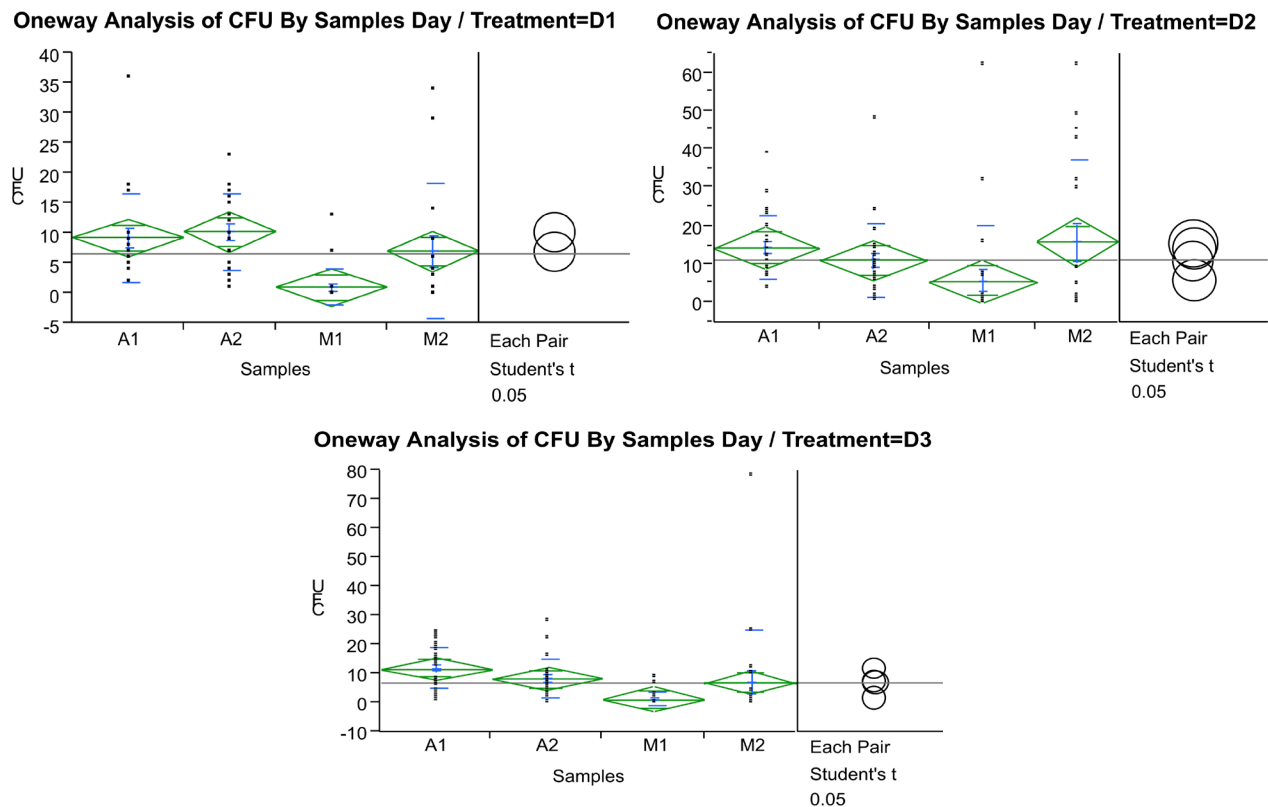 Oneway Analysis of CFU By Samples Day / Treatment=D1
40
35
30
25
20
15
10
5
0
-5
UFC
A1 A2 M1 M2
Samples
Each Pair
Student's t
0.05
Oneway Analysis of CFU By Samples Day / Treatment=D2
60
50
40
30
20
10
0
UFC
A1 A2 M1 M2
Samples
Each Pair
Student's t
0.05
Oneway Analysis of CFU By Samples Day / Treatment=D3
80
70
60
50
40
30
20
10
0
-10
UFC
A1 A2 M1 M2
Samples
Each Pair
Student's t
0.05